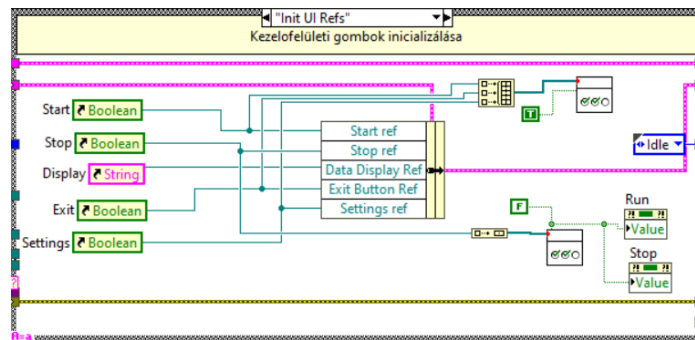 "Init UI Refs"
Kezelofelületi gombok inicializálása
Start Boolean
Stop Boolean
Display String
Exit Boolean
Settings Boolean
Start ref
Stop ref
Data Display Ref
Exit Button Ref
Settings ref
T
Idle
F
Run
Value
Stop
Value
A=a